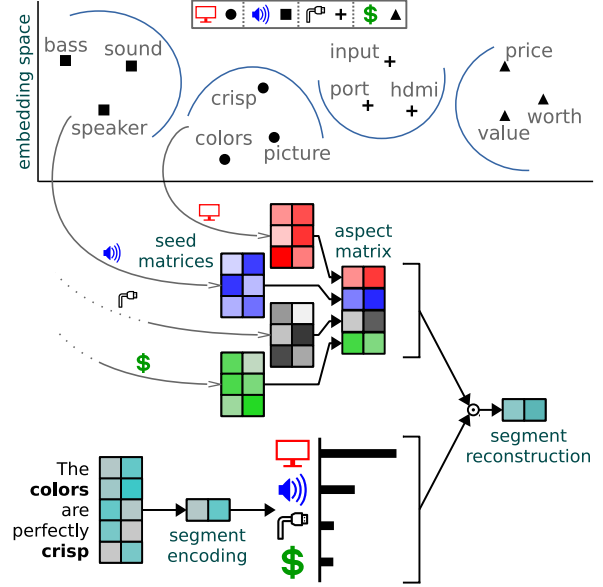 embedding space
bass
sound
speaker
crisp
colors
picture
input
port
hdmi
price
worth
value
$
seed
matrices
aspect
matrix
$
The
colors
are
perfectly
crisp
segment
encoding
$
segment
reconstruction